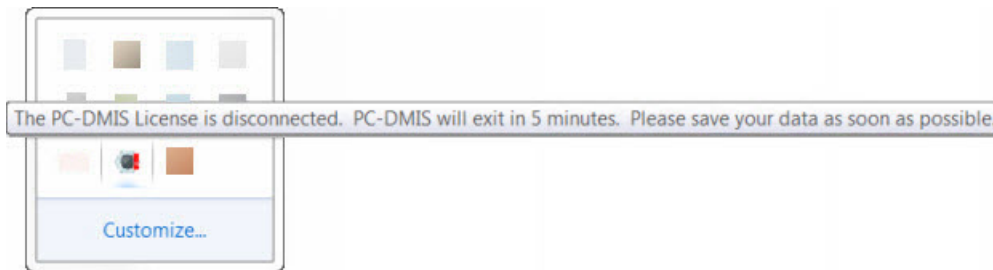 The PC-DMIS License is disconnected. PC-DMIS will exit in 5 minutes. Please save your data as soon as possible.
Customize...